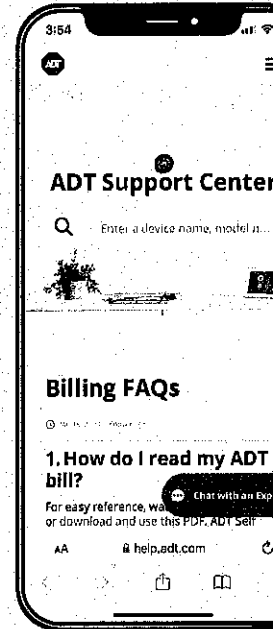 3:54
ADT
ADT Support Center
Enter a device name, model n...
Billing FAQs
1. How do I read my ADT
bill?
Chat with an Exp
For easy reference, wa
or download and use this PDF. ADT Self
AA help.adt.com